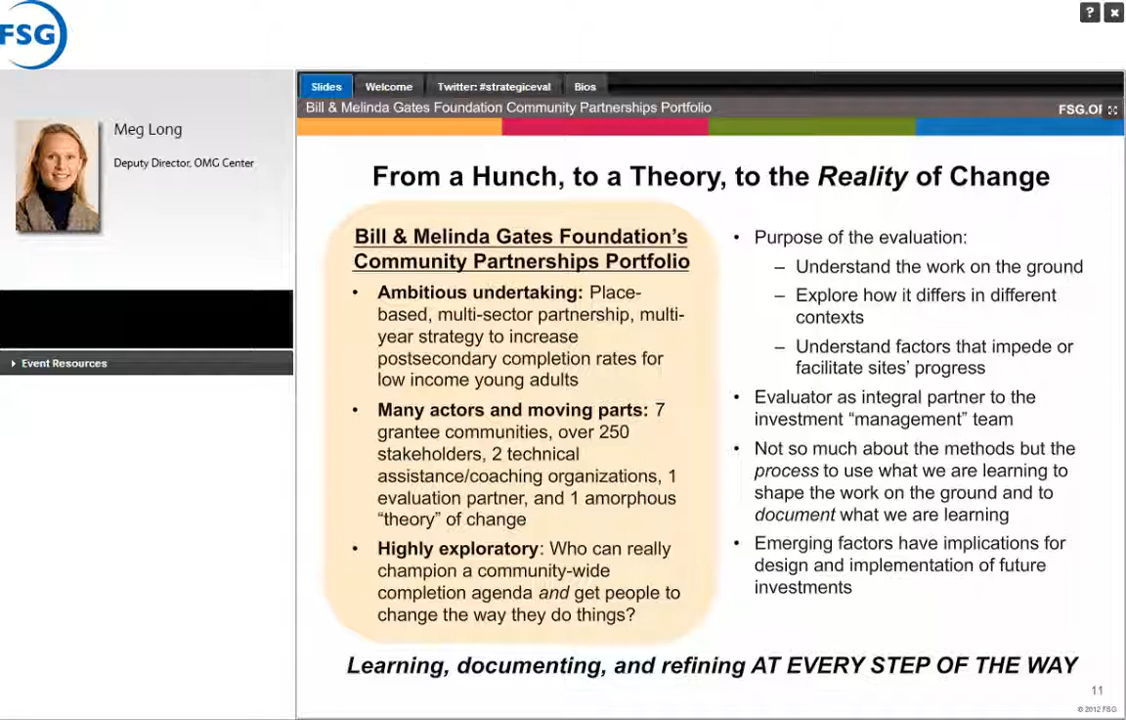 ?
FSG
Meg Long
Deputy Director, OMG Center
Event Resources
Slides
Welcome
Twitter: #strategiceval
Bios
Bill & Melinda Gates Foundation Community Partnerships Portfolio
FSG.O
From a Hunch, to a Theory, to the Reality of Change
Bill & Melinda Gates Foundation’s
Community Partnerships Portfolio
• Ambitious undertaking: Place-
based, multi-sector partnership, multi-
year strategy to increase
postsecondary completion rates for
low income young adults
• Many actors and moving parts: 7
grantee communities, over 250
stakeholders, 2 technical
assistance/coaching organizations, 1
evaluation partner, and 1 amorphous
“theory” of change
• Highly exploratory: Who can really
champion a community-wide
completion agenda and get people to
change the way they do things?
• Purpose of the evaluation:
– Understand the work on the ground
– Explore how it differs in different
contexts
– Understand factors that impede or
facilitate sites’ progress
• Evaluator as integral partner to the
investment “management” team
• Not so much about the methods but the
process to use what we are learning to
shape the work on the ground and to
document what we are learning
• Emerging factors have implications for
design and implementation of future
investments
Learning, documenting, and refining AT EVERY STEP OF THE WAY
11
© 2012 FSG